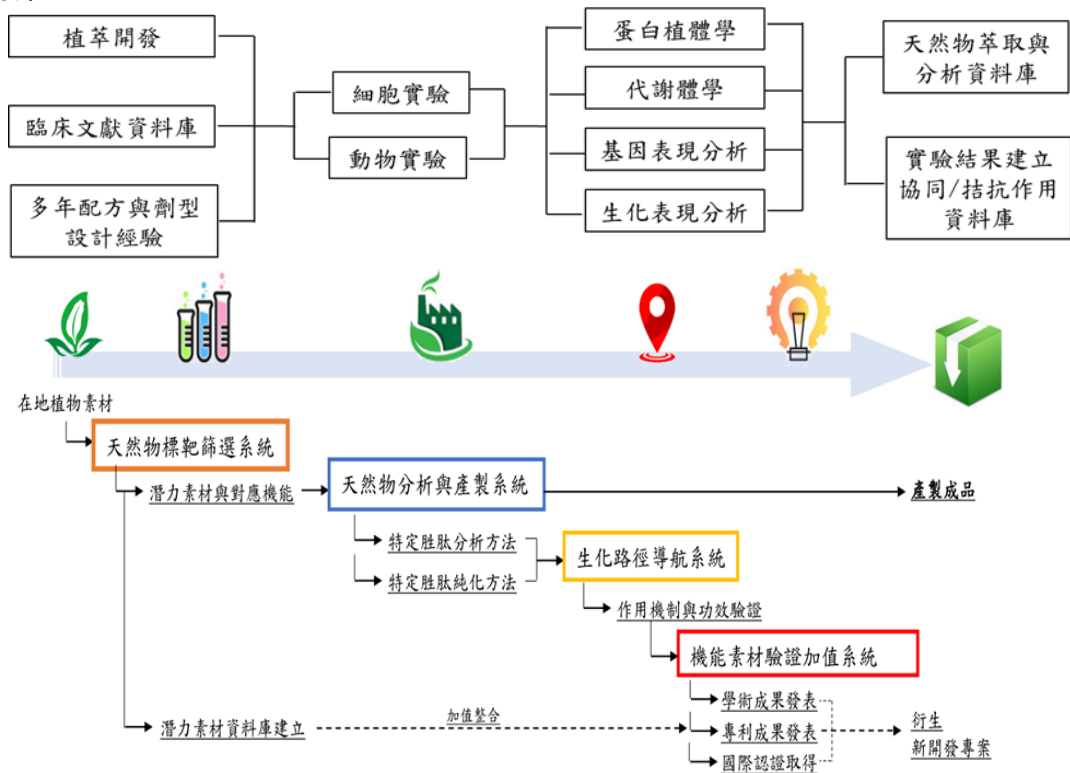 植萃開發
臨床文獻資料庫
多年配方與劑型
設計經驗
細胞實驗
動物實驗
蛋白植體學
代謝體學
基因表現分析
生化表現分析
天然物萃取與
分析資料庫
實驗結果建立
協同/拮抗作用
資料庫
在地植物素材
天然物標靶篩選系統
潛力素材與對應機能
天然物分析與產製系統
產製成品
特定胜肽分析方法
特定胜肽純化方法
生化路徑導航系統
作用機制與功效驗證
機能素材驗證加值系統
學術成果發表
潛力素材資料庫建立
加值整合
專利成果發表
國際認證取得
衍生
新開發專案